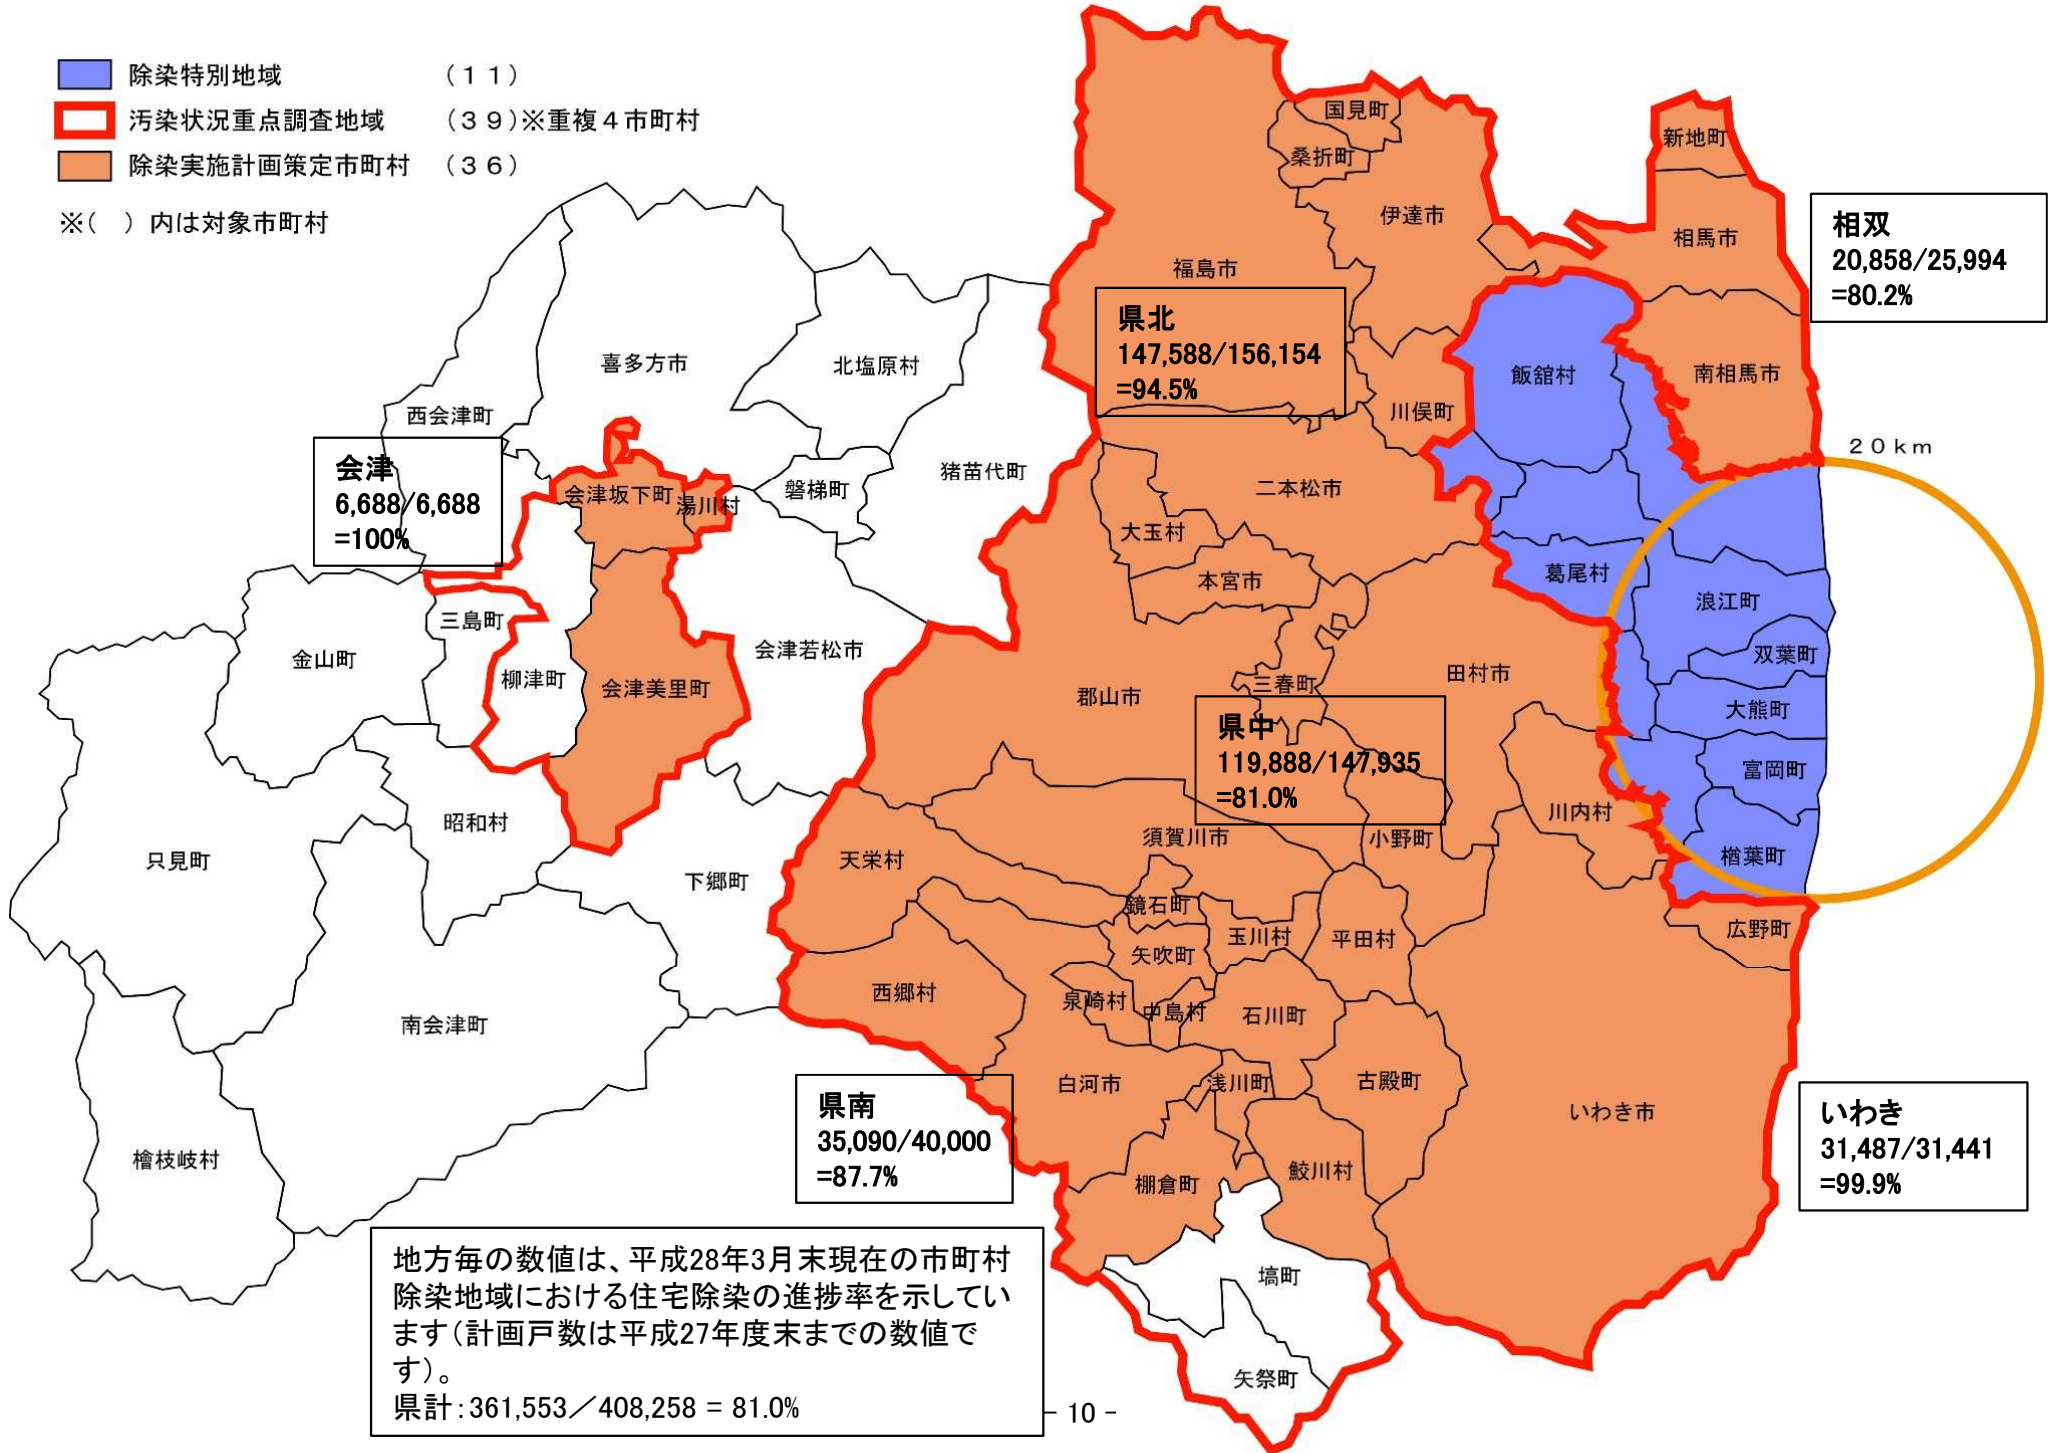 除染特別地域 （１１）
汚染状況重点調査地域 （３９）※重複４市町村
除染実施計画策定市町村 （３６）
※（ ）内は対象市町村
国見町
桑折町
伊達市
福島市
新地町
相馬市
南相馬市
相双
20,858/25,994
=80.2%
県北
147,588/156,154
=94.5%
川俣町
飯舘村
２０ｋｍ
喜多方市
北塩原村
西会津町
猪苗代町
磐梯町
会津
6,688/6,688
=100%
会津坂下町
湯川村
二本松市
大玉村
本宮市
葛尾村
浪江町
双葉町
大熊町
富岡町
楢葉町
三島町
金山町
柳津町
会津美里町
会津若松市
郡山市
三春町
田村市
県中
119,888/147,935
=81.0%
川内村
小野町
須賀川市
天栄村
昭和村
只見町
下郷町
鏡石町
玉川村
平田村
矢吹町
広野町
西郷村
泉崎村
中島村
石川町
南会津町
白河市
浅川町
古殿町
いわき市
檜枝岐村
県南
35,090/40,000
=87.7%
棚倉町
鮫川村
いわき
31,487/31,441
=99.9%
塙町
矢祭町
地方毎の数値は、平成28年3月末現在の市町村
除染地域における住宅除染の進捗率を示してい
ます（計画戸数は平成27年度末までの数値で
す）。
県計：361,553／408,258 = 81.0%
- 10 -